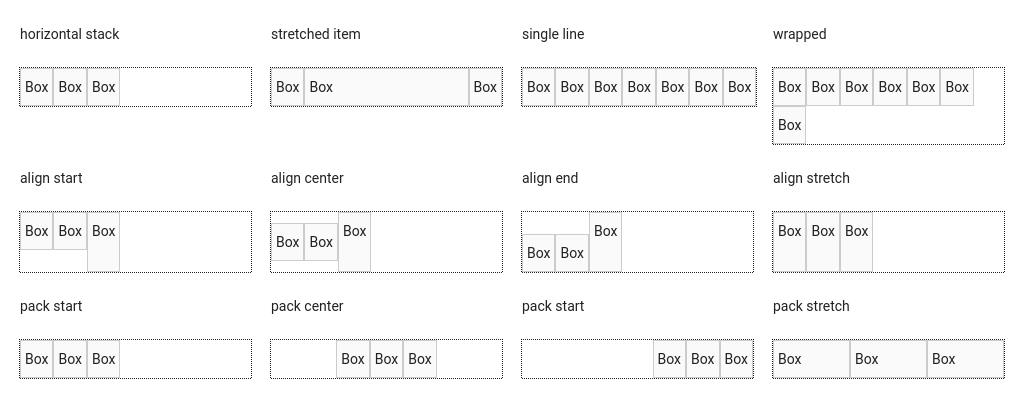 horizontal stack stretched item single line wrapped
Box Box Box Box Box Box Box Box Box Box Box Box Box Box Box Box Box Box Box
Box
align start align center align end align stretch
Box Box Box Box Box Box Box Box Box Box Box Box
pack start pack center pack start pack stretch
Box Box Box Box Box Box Box Box Box Box Box Box